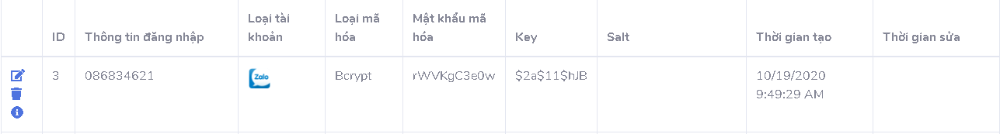 ID
Thông tin đăng nhập
Loại tài
khoản
Loại mã
hóa
Mật khẩu mã
hóa
Key
Salt
Thời gian tạo
Thời gian sửa
3
086834621
Zalo
Bcrypt
rWVKgC3e0w
$2a$11$hJB
10/19/2020
9:49:29 AM